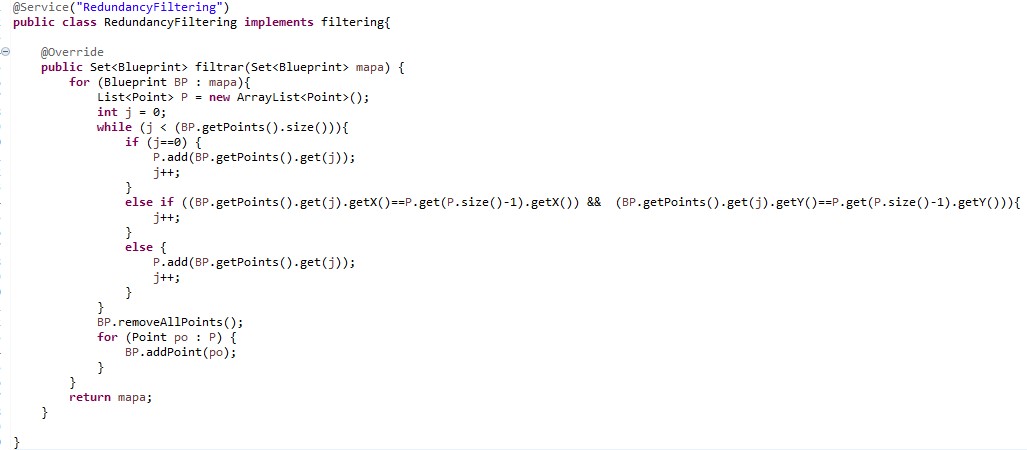 @Service("RedundancyFiltering")
public class RedundancyFiltering implements filtering{
@Override
public Set<Blueprint> filtrar(Set<Blueprint> mapa) {
for (Blueprint BP : mapa){
List<Point> P = new ArrayList<Point>();
int j = 0;
while (j < (BP.getPoints().size())){
if (j==0) {
P.add(BP.getPoints().get(j));
j++;
}
else if ((BP.getPoints().get(j).getX()==P.get(P.size()-1).getX()) &&  (BP.getPoints().get(j).getY()==P.get(P.size()-1).getY())){
j++;
}
else {
P.add(BP.getPoints().get(j));
j++;
}
}
BP.removeAllPoints();
for (Point po : P) {
BP.addPoint(po);
}
}
return mapa;
}
}